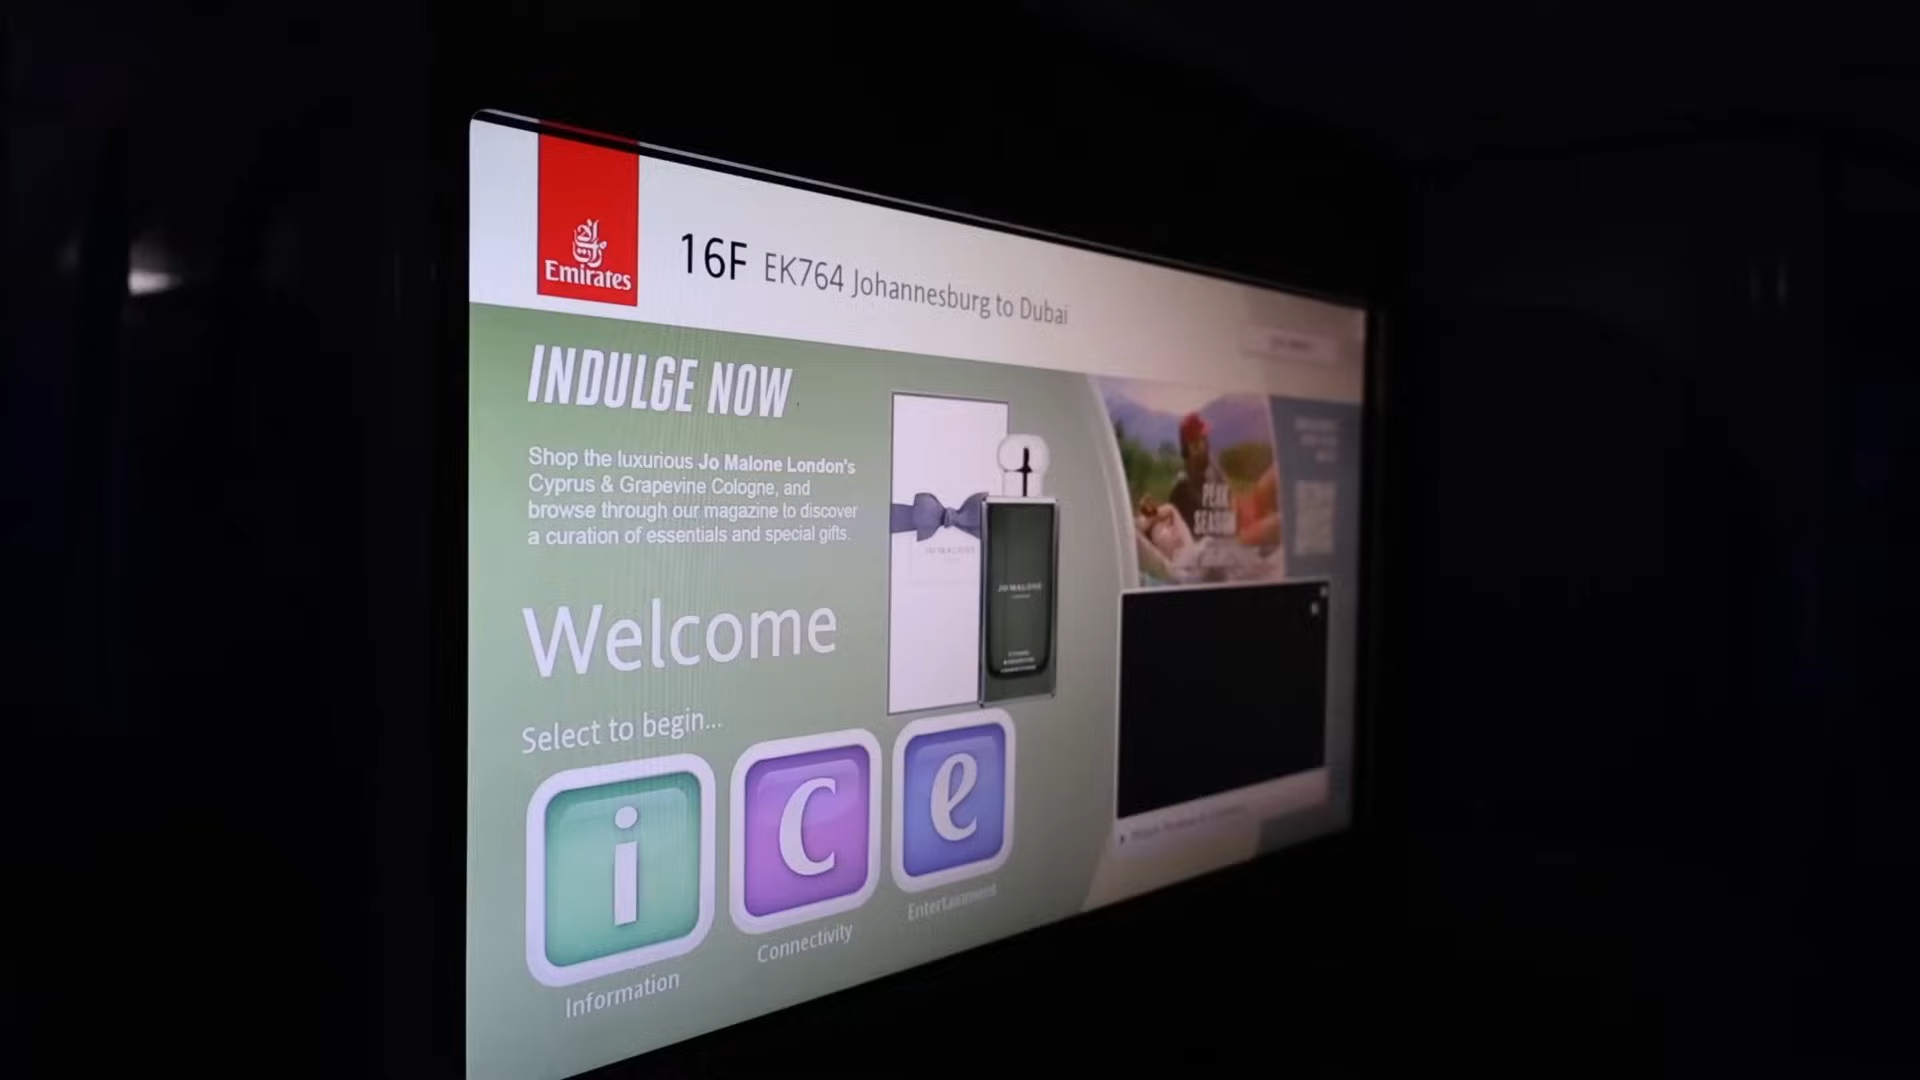 Emirates
16F EK764 Johannesburg to Dubai
INDULGE NOW
Shop the luxurious Jo Malone London's
Cyprus & Grapevine Cologne, and
browse through our magazine to discover
a curation of essentials and special gifts.
JO MALONE
JO MALONE
LONDON
PEAK
SEASON
Welcome
Select to begin...
i
c
e
Information
Connectivity
Entertainment